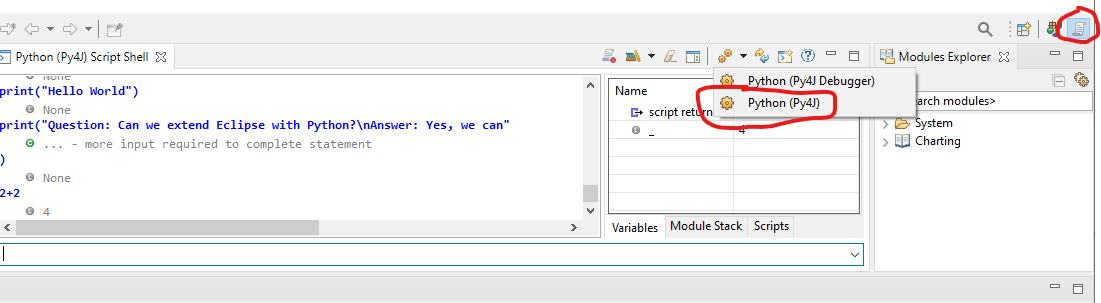 Python (Py4J) Script Shell
Modules Explorer
None
print("Hello World")
None
print("Question: Can we extend Eclipse with Python?\nAnswer: Yes, we can"
... - more input required to complete statement
)
None
2+2
4
Name
script return
_
4
Python (Py4J Debugger)
Python (Py4J)
Variables
Module Stack
Scripts
arch modules>
System
Charting